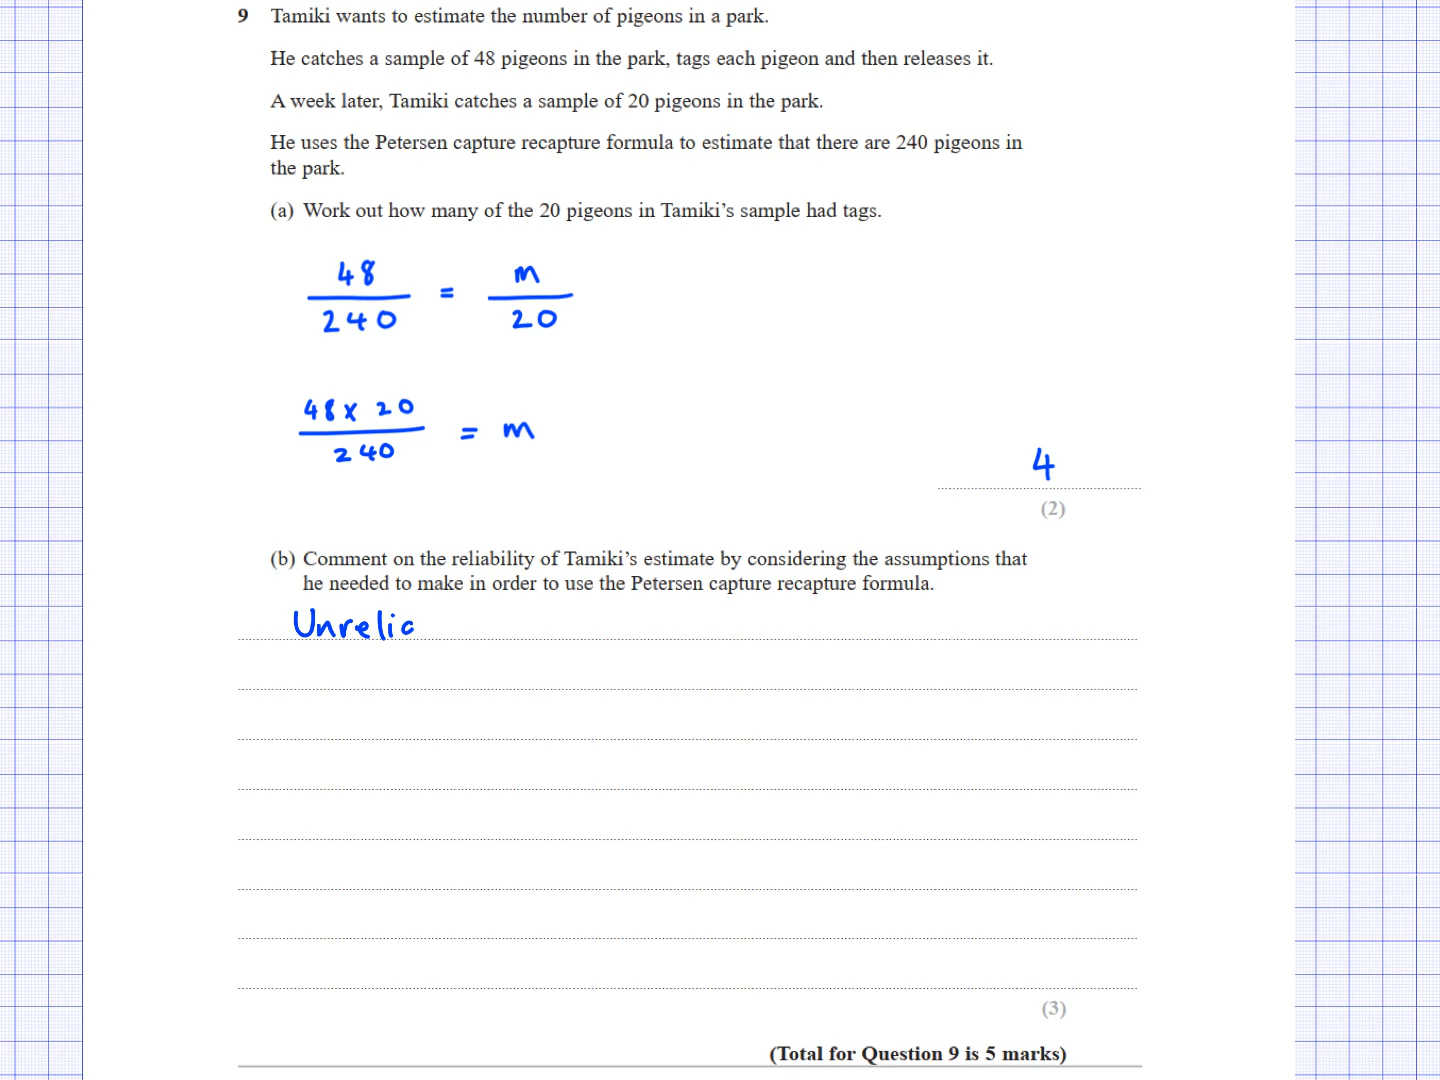 9 Tamiki wants to estimate the number of pigeons in a park.
He catches a sample of 48 pigeons in the park, tags each pigeon and then releases it.
A week later, Tamiki catches a sample of 20 pigeons in the park.
He uses the Petersen capture recapture formula to estimate that there are 240 pigeons in
the park.
(a) Work out how many of the 20 pigeons in Tamiki’s sample had tags.
48 / 240 = m / 20
48 x 20 / 240 = m
4
(2)
(b) Comment on the reliability of Tamiki’s estimate by considering the assumptions that
he needed to make in order to use the Petersen capture recapture formula.
Unrelia
(3)
(Total for Question 9 is 5 marks)